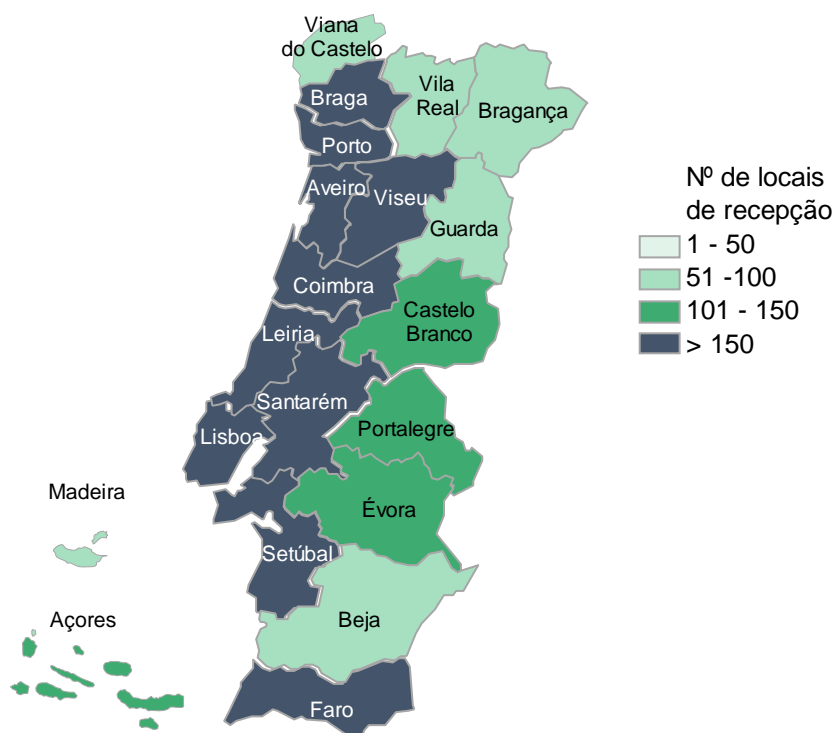 Viana
do Castelo
Braga
Vila
Real
Bragança
Porto
Aveiro
Viseu
Guarda
Coimbra
Castelo
Branco
Leiria
Santarém
Lisboa
Portalegre
Évora
Setúbal
Beja
Faro
Madeira
Açores
Nº de locais
de recepção
1 - 50
51 -100
101 - 150
> 150